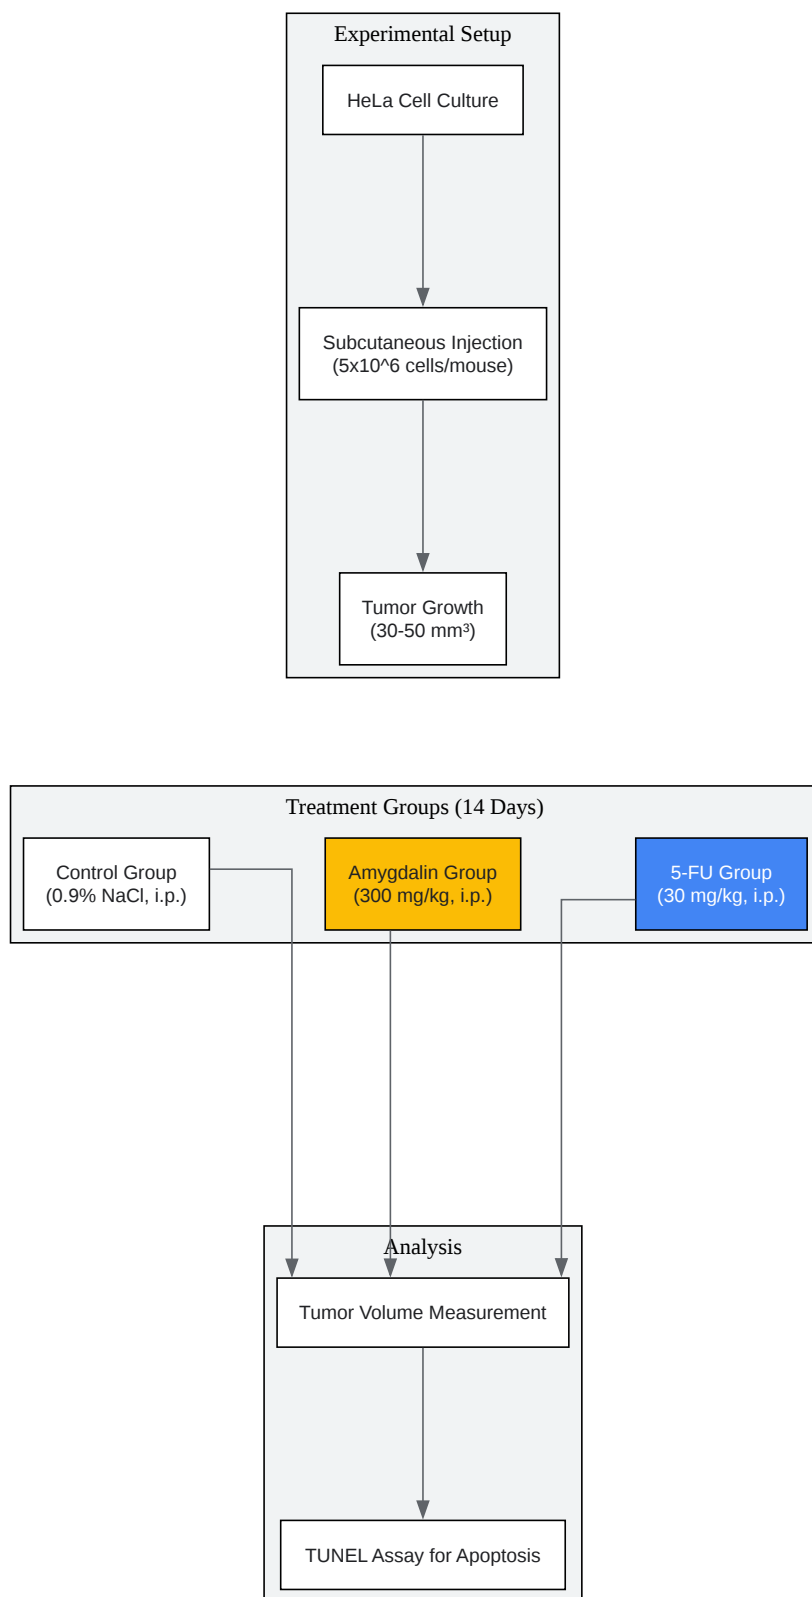 Experimental Setup
HeLa Cell Culture
Subcutaneous Injection
(5x10^6 cells/mouse)
Tumor Growth
(30-50 mm³)
Treatment Groups (14 Days)
Control Group
(0.9% NaCl, i.p.)
Amygdalin Group
(300 mg/kg, i.p.)
5-FU Group
(30 mg/kg, i.p.)
Analysis
Tumor Volume Measurement
TUNEL Assay for Apoptosis